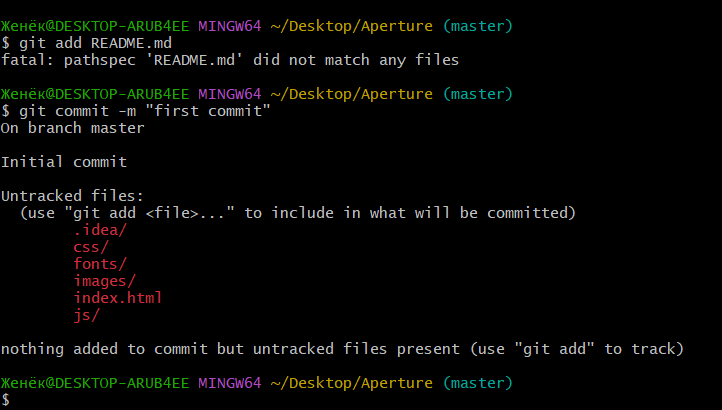 Женёк@DESKTOP-ARUB4EE MINGW64 ~/Desktop/Aperture (master)
$ git add README.md
fatal: pathspec 'README.md' did not match any files
Женёк@DESKTOP-ARUB4EE MINGW64 ~/Desktop/Aperture (master)
$ git commit -m "first commit"
On branch master
Initial commit
Untracked files:
  (use "git add <file>..." to include in what will be committed)
        .idea/
        css/
        fonts/
        images/
        index.html
        js/
nothing added to commit but untracked files present (use "git add" to track)
Женёк@DESKTOP-ARUB4EE MINGW64 ~/Desktop/Aperture (master)
$